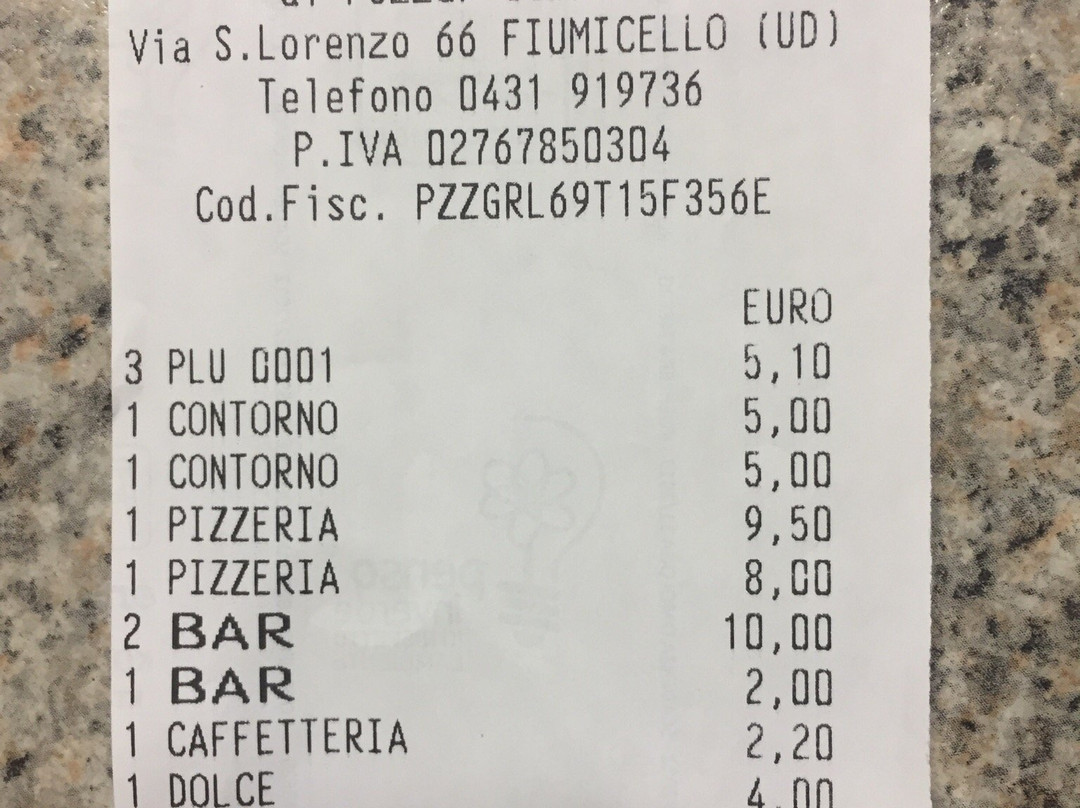 Via S.Lorenzo 66 FIUMICELLO (UD)
Telefono 0431 919736
P.IVA 02767850304
Cod.Fisc. PZZGRL69T15F356E
EURO
3 PLU 0001 5,10
1 CONTORNO 5,00
1 CONTORNO 5,00
1 PIZZERIA 9,50
1 PIZZERIA 8,00
2 BAR 10,00
1 BAR 2,00
1 CAFFETTERIA 2,20
1 DOLCE 4,00